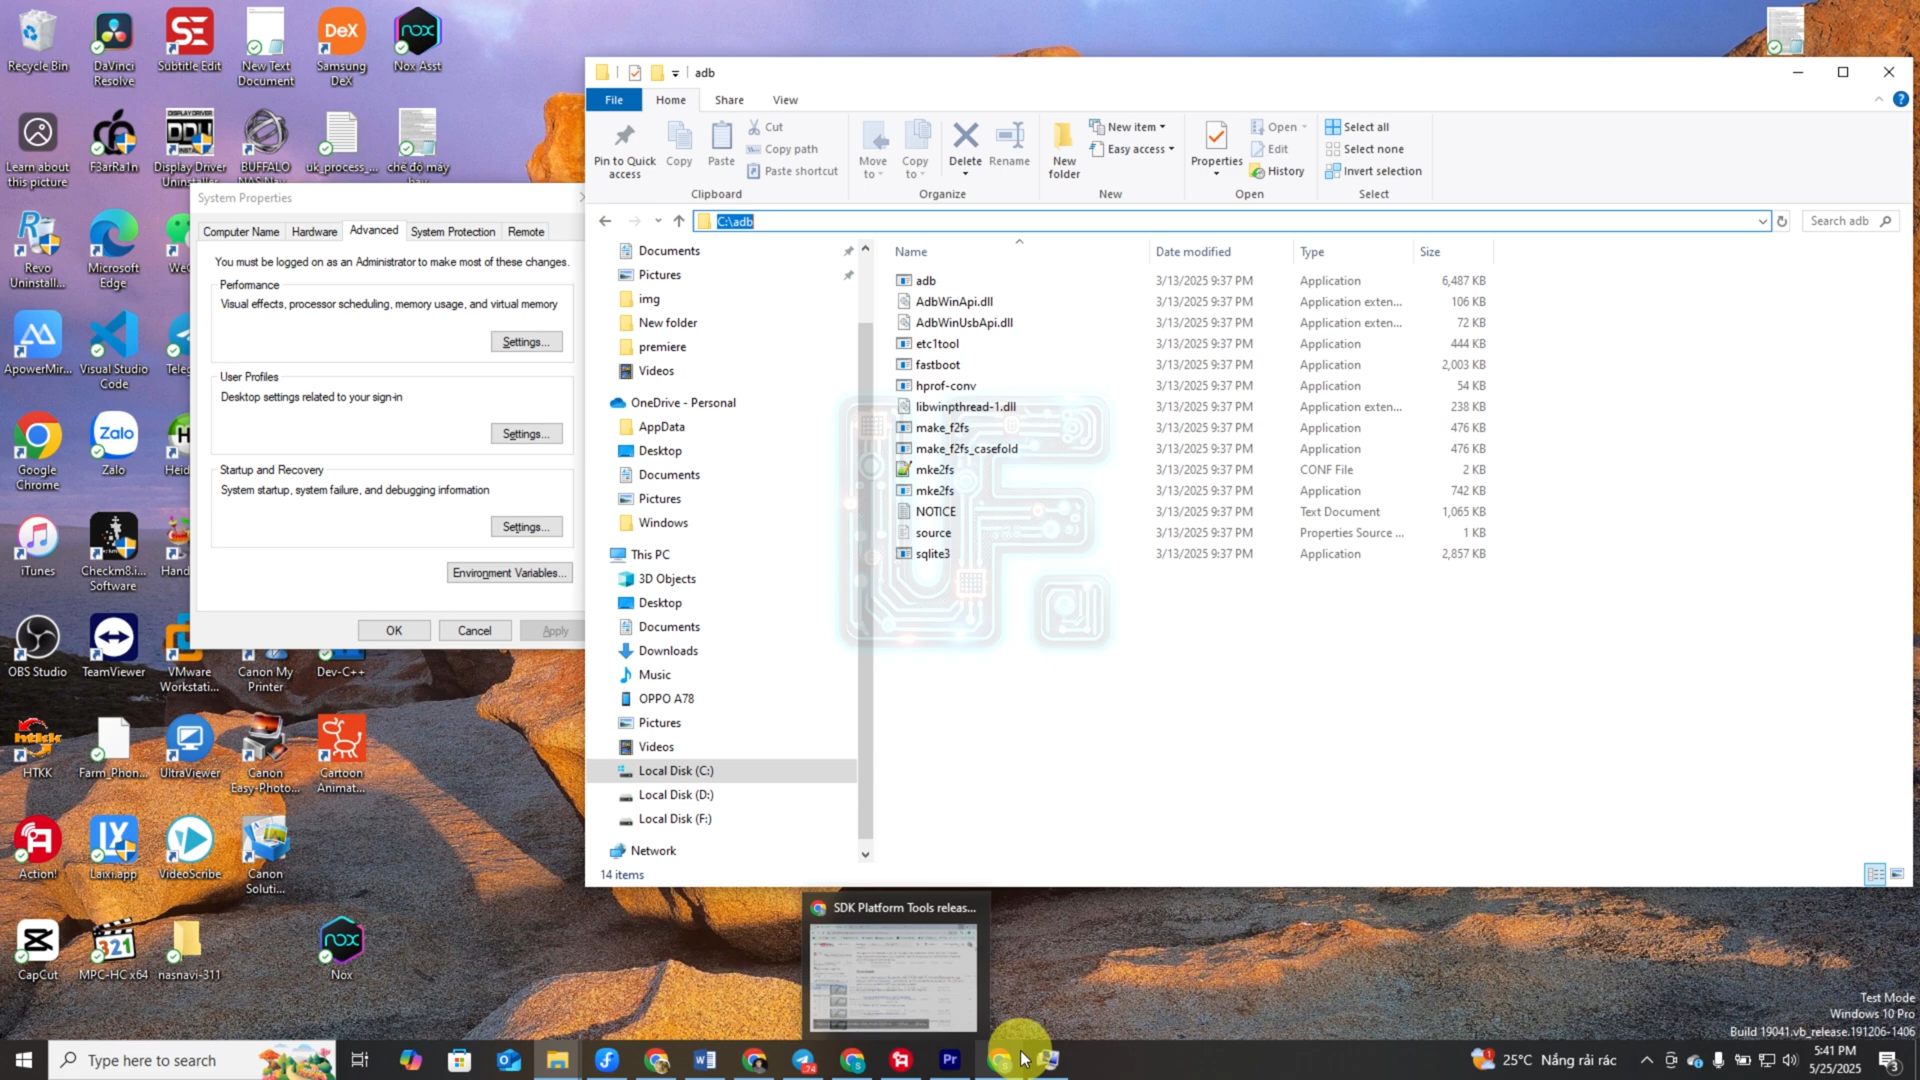 Recycle Bin
DaVinci
Resolve
Subtitle Edit
New Text
Document
DeX
Samsung
DeX
nox
Nox Asst
Learn about
this picture
F3arRa1n
Display Driver
Uninstaller
BUFFALO
NAS Nav...
uk_process_...
chế độ máy
bay
Revo
Uninstall...
Microsoft
Edge
ApowerMir...
Visual Studio
Code
Google
Chrome
Zalo
Zalo
iTunes
Checkm8.i...
Software
OBS Studio
TeamViewer
VMware
Workstati...
Canon My
Printer
Dev-C++
HTKK
Farm_Phon...
UltraViewer
Canon
Easy-Photo...
Cartoon
Animat...
Action!
Laixi.app
VideoScribe
Canon
Soluti...
CapCut
MPC-HC x64
nasnavi-311
nox
Nox
System Properties
Computer Name
Hardware
Advanced
System Protection
Remote
You must be logged on as an Administrator to make most of these changes.
Performance
Visual effects, processor scheduling, memory usage, and virtual memory
Settings...
User Profiles
Desktop settings related to your sign-in
Settings...
Startup and Recovery
System startup, system failure, and debugging information
Settings...
Environment Variables...
OK
Cancel
Apply
adb
File
Home
Share
View
Pin to Quick
access
Copy
Paste
Cut
Copy path
Paste shortcut
Clipboard
Move
to
Copy
to
Delete
Rename
Organize
New
folder
New item
Easy access
New
Properties
Open
Edit
History
Open
Select all
Select none
Invert selection
Select
C:\adb
Search adb
Documents
Pictures
img
New folder
premiere
Videos
OneDrive - Personal
AppData
Desktop
Documents
Pictures
Windows
This PC
3D Objects
Desktop
Documents
Downloads
Music
OPPO A78
Pictures
Videos
Local Disk (C:)
Local Disk (D:)
Local Disk (F:)
Network
14 items
Name Date modified Type Size
adb 3/13/2025 9:37 PM Application 6,487 KB
AdbWinApi.dll 3/13/2025 9:37 PM Application exten... 106 KB
AdbWinUsbApi.dll 3/13/2025 9:37 PM Application exten... 72 KB
etc1tool 3/13/2025 9:37 PM Application 444 KB
fastboot 3/13/2025 9:37 PM Application 2,003 KB
hprof-conv 3/13/2025 9:37 PM Application 54 KB
libwinpthread-1.dll 3/13/2025 9:37 PM Application exten... 238 KB
make_f2fs 3/13/2025 9:37 PM Application 476 KB
make_f2fs_casefold 3/13/2025 9:37 PM Application 476 KB
mke2fs 3/13/2025 9:37 PM CONF File 2 KB
mke2fs 3/13/2025 9:37 PM Application 742 KB
NOTICE 3/13/2025 9:37 PM Text Document 1,065 KB
source 3/13/2025 9:37 PM Properties Source ... 1 KB
sqlite3 3/13/2025 9:37 PM Application 2,857 KB
SDK Platform Tools releas...
Test Mode
Windows 10 Pro
Build 19041.vb_release.191206-1406
Type here to search
25°C Nắng rải rác
5:41 PM
5/25/2025